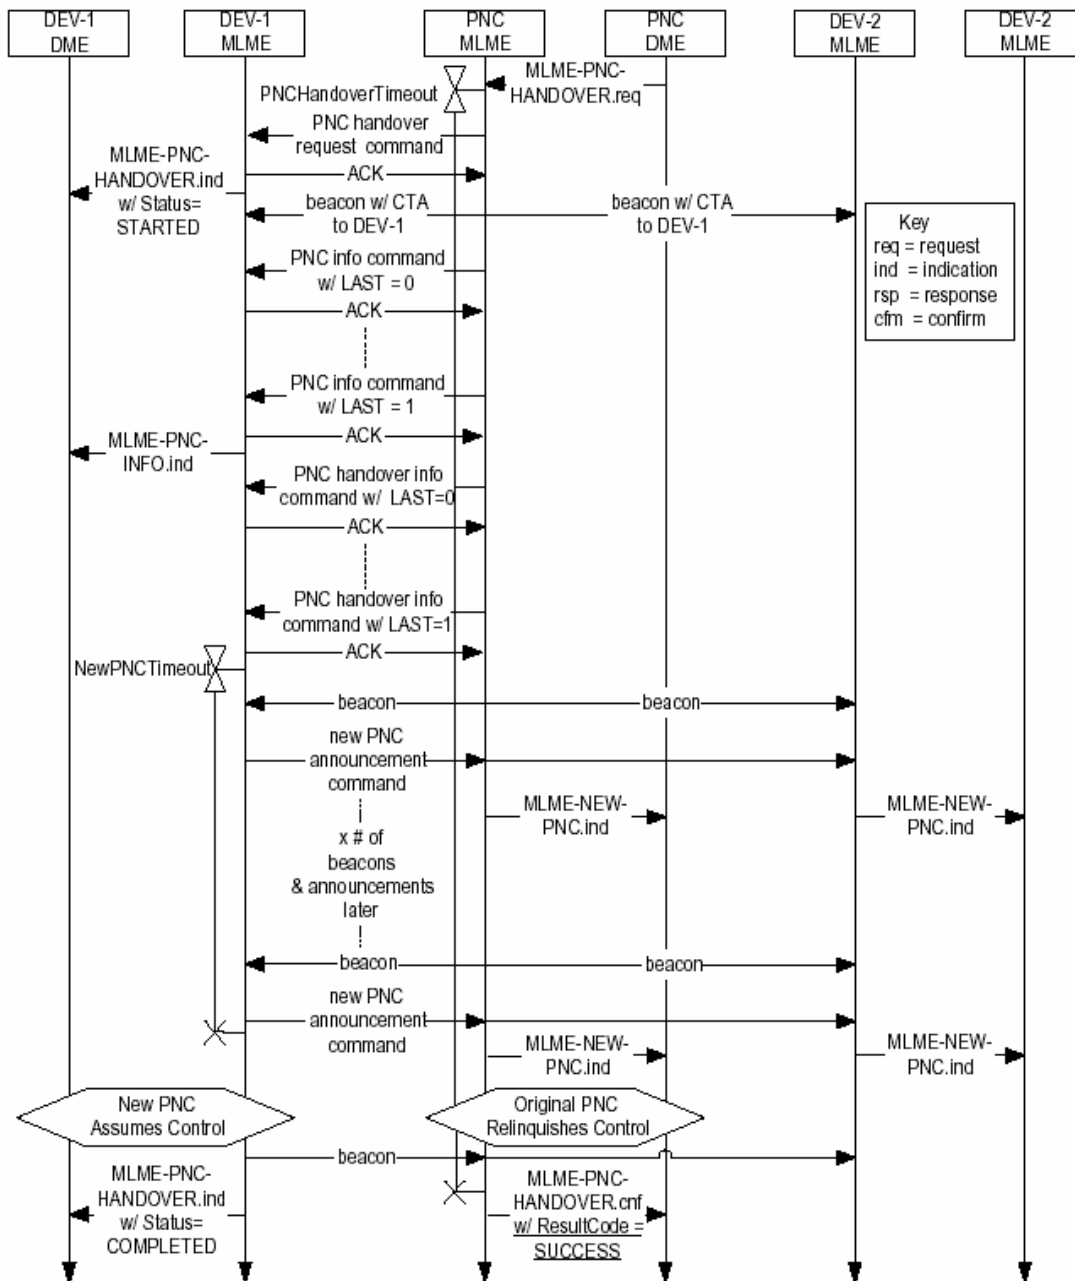 DEV-1
DME
DEV-1
MLME
PNC
MLME
PNC
DME
DEV-2
MLME
DEV-2
MLME
MLME-PNC-
HANDOVER.req
PNCHandoverTimeout
PNC handover
request command
MLME-PNC-
HANDOVER.ind
w/ Status=
STARTED
ACK
beacon w/ CTA
to DEV-1
beacon w/ CTA
to DEV-1
Key
req = request
ind = indication
rsp = response
cfm = confirm
PNC info command
w/ LAST = 0
ACK
PNC info command
w/ LAST = 1
ACK
MLME-PNC-
INFO.ind
PNC handover info
command w/ LAST=0
ACK
PNC handover info
command w/ LAST=1
ACK
NewPNCTimeout
beacon
beacon
new PNC
announcement
command
MLME-NEW-
PNC.ind
MLME-NEW-
PNC.ind
x # of
beacons
& announcements
later
beacon
beacon
new PNC
announcement
command
MLME-NEW-
PNC.ind
MLME-NEW-
PNC.ind
New PNC
Assumes Control
Original PNC
Relinquishes Control
beacon
MLME-PNC-
HANDOVER.ind
w/ Status=
COMPLETED
MLME-PNC-
HANDOVER.cnf
w/ ResultCode =
SUCCESS